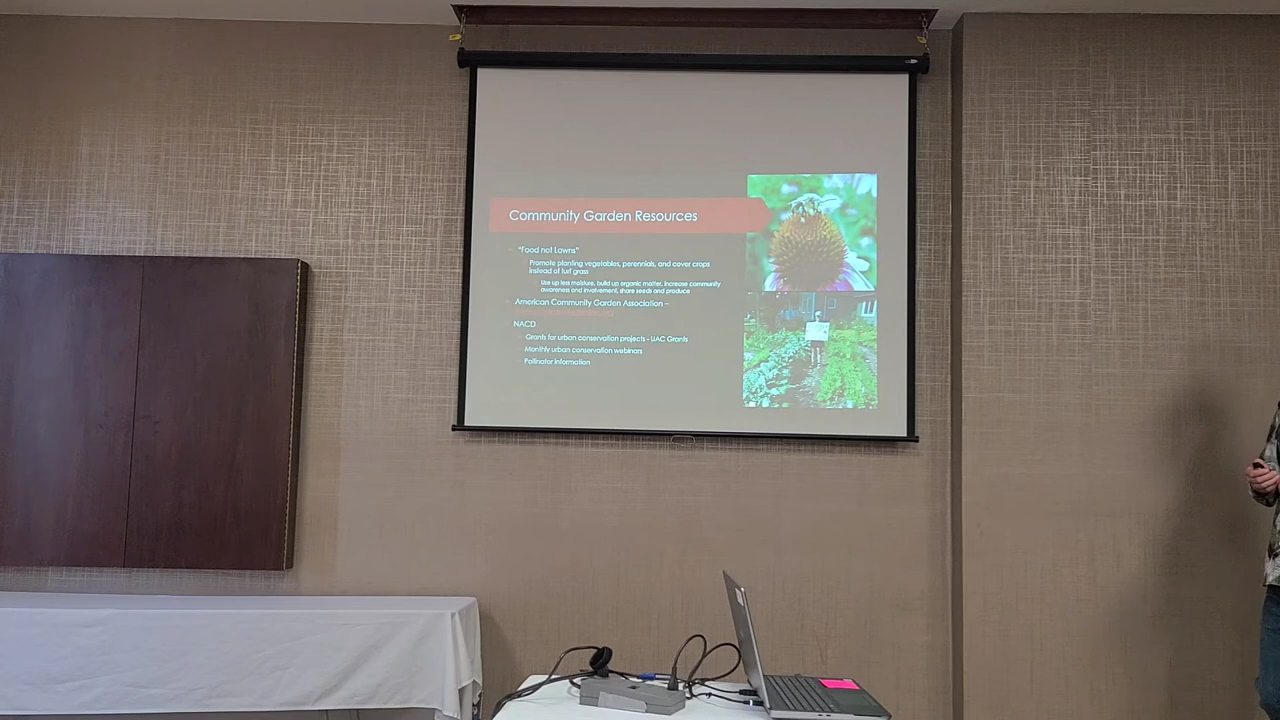 Community Garden Resources
"Food not Lawns"
Promote planting vegetables, perennials, and cover crops
instead of turf grass
Use up less moisture, build up organic matter, increase community
awareness and involvement, share seeds and produce
American Community Garden Association –
NACD
Grants for urban conservation projects - UAC Grants
Monthly urban conservation webinars
Pollinator information